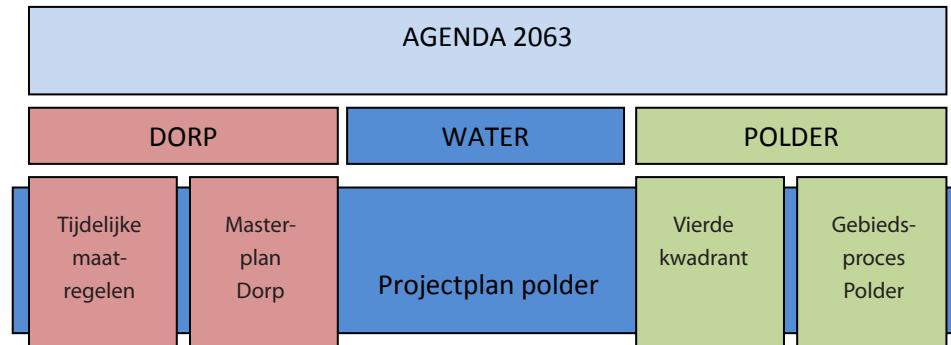 AGENDA 2063
DORP
WATER
POLDER
Tijdelijke
maat-
regelen
Master-
plan
Dorp
Projectplan polder
Vierde
kwadrant
Gebieds-
proces
Polder